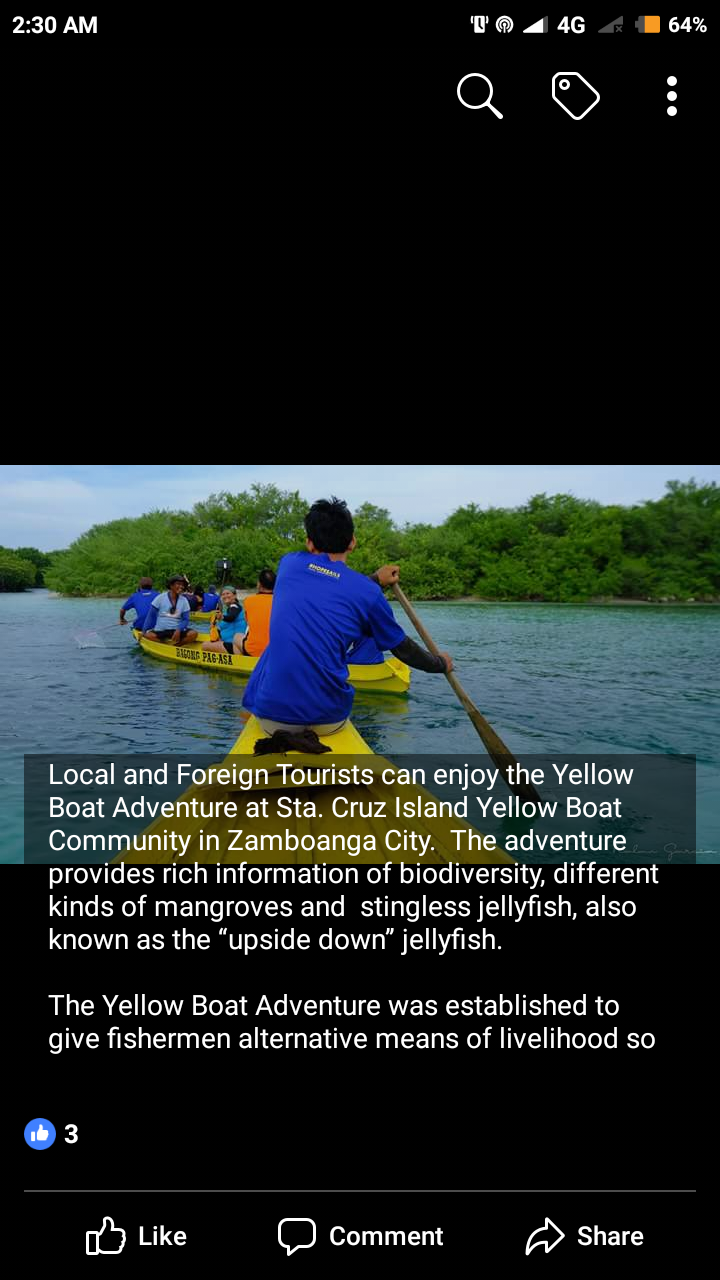 2:30 AM
4G
64%
#HOPESAILS
BAGONG PAG-ASA
Local and Foreign Tourists can enjoy the Yellow
Boat Adventure at Sta. Cruz Island Yellow Boat
Community in Zamboanga City.  The adventure
provides rich information of biodiversity, different
kinds of mangroves and  stingless jellyfish, also
known as the “upside down” jellyfish.
The Yellow Boat Adventure was established to
give fishermen alternative means of livelihood so
3
Like
Comment
Share